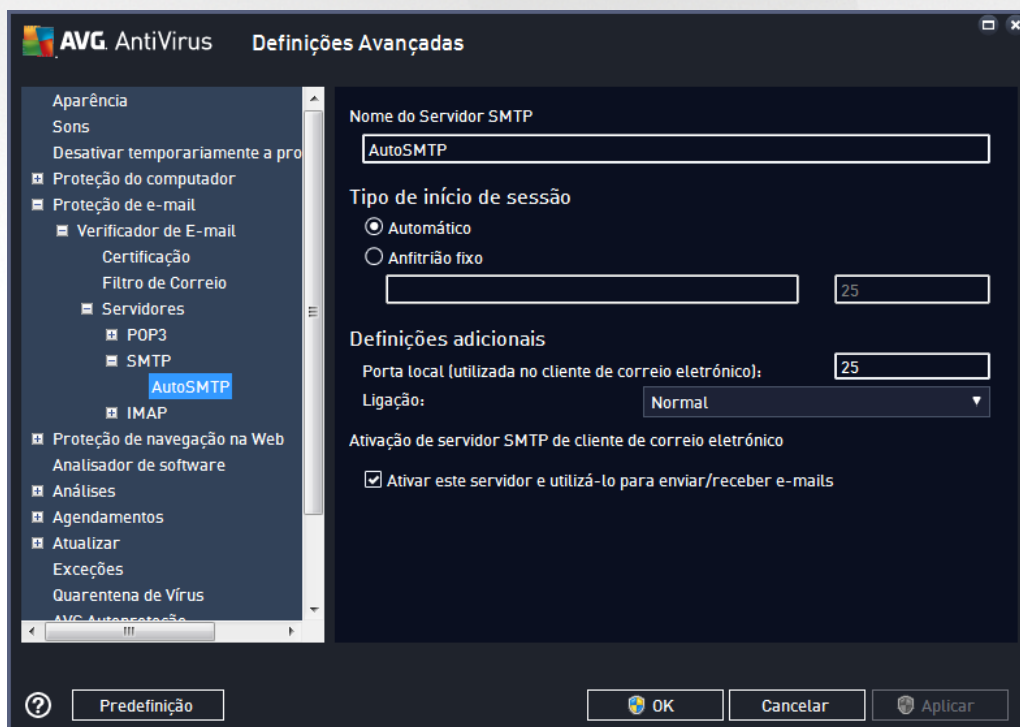 AVG. AntiVirus Definições Avançadas
Aparência
Sons
Desativar temporariamente a pro
Proteção do computador
Proteção de e-mail
Verificador de E-mail
Certificação
Filtro de Correio
Servidores
POP3
SMTP
AutoSMTP
IMAP
Proteção de navegação na Web
Analisador de software
Análises
Agendamentos
Atualizar
Exceções
Quarentena de Vírus
AVG Autoproteção
Nome do Servidor SMTP
AutoSMTP
Tipo de início de sessão
Automático
Anfitrião fixo
25
Definições adicionais
Porta local (utilizada no cliente de correio eletrónico): 25
Ligação: Normal
Ativação de servidor SMTP de cliente de correio eletrónico
Ativar este servidor e utilizá-lo para enviar/receber e-mails
? Predefinição OK Cancelar Aplicar